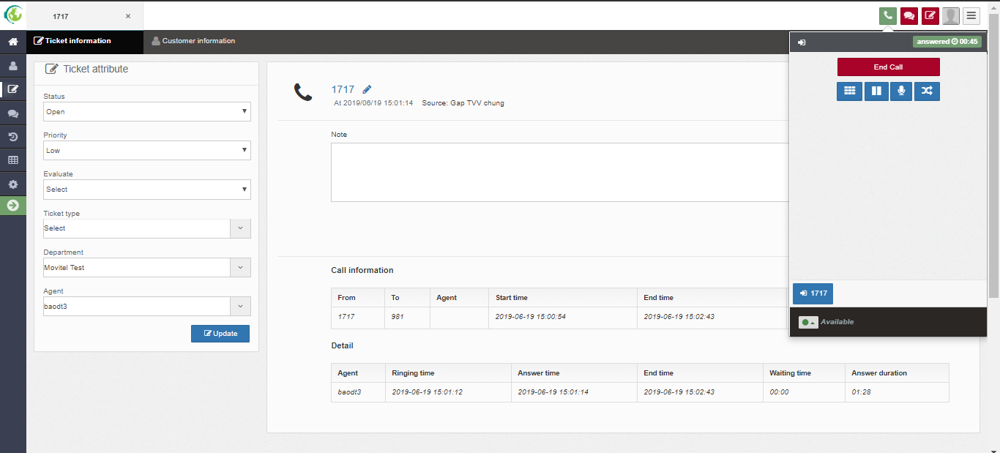 1717 ×
Ticket information Customer information
answered 00:45
End Call
1717
Available
Ticket attribute
Status
Open
Priority
Low
Evaluate
Select
Ticket type
Select
Department
Movitel Test
Agent
baodt3
Update
1717
At 2019/06/19 15:01:14 Source: Gap TVV chung
Note
Call information
From To Agent Start time End time
1717 981 2019-06-19 15:00:54 2019-06-19 15:02:43
Detail
Agent Ringing time Answer time End time Waiting time Answer duration
baodt3 2019-06-19 15:01:12 2019-06-19 15:01:14 2019-06-19 15:02:43 00:00 01:28